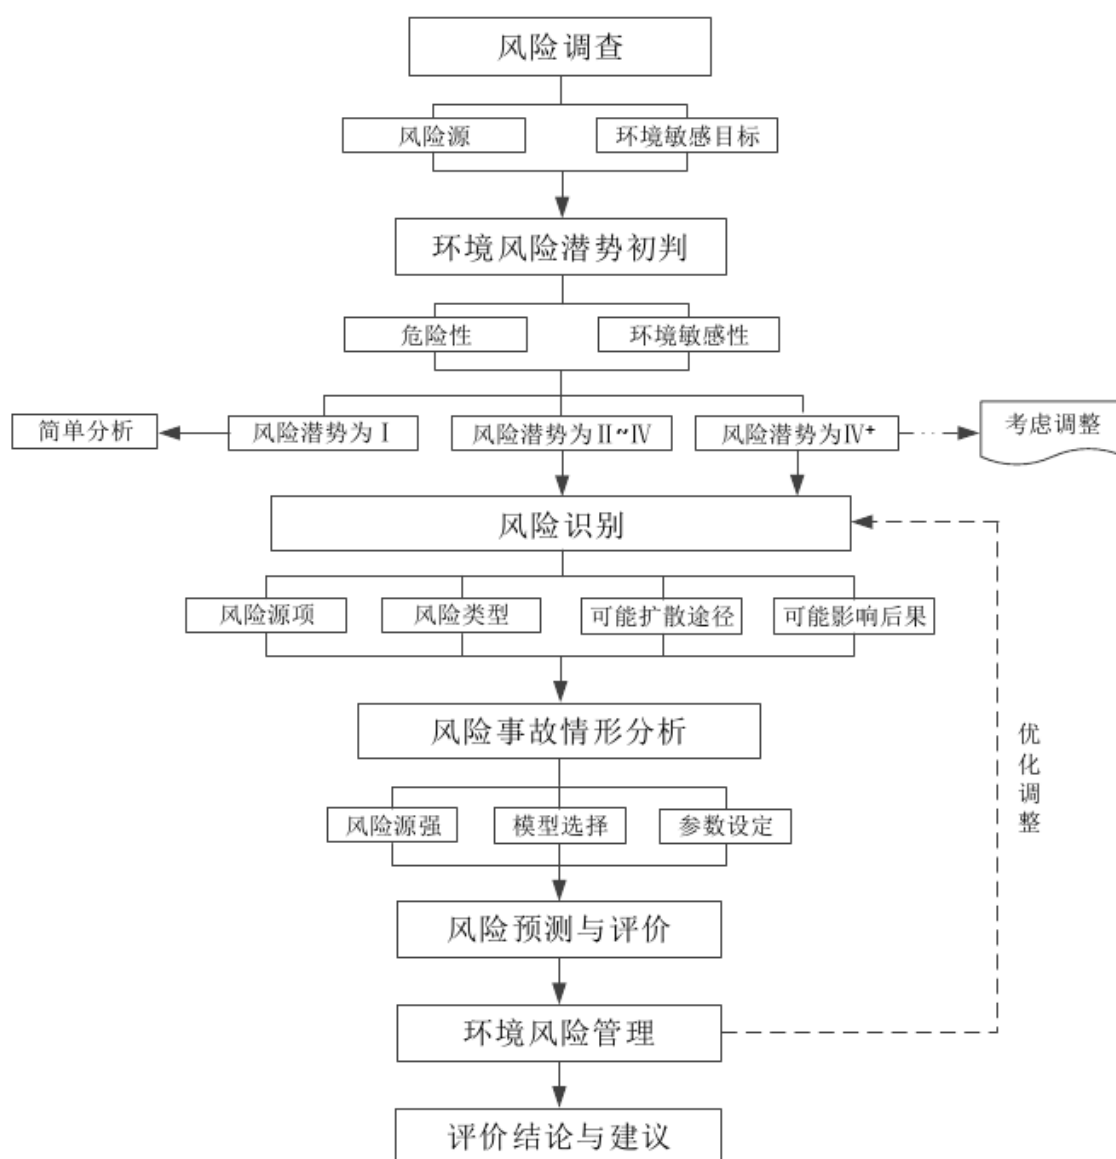 风险调查
风险源
环境敏感目标
环境风险潜势初判
危险性
环境敏感性
简单分析
风险潜势为Ⅰ
风险潜势为Ⅱ~Ⅳ
风险潜势为Ⅳ+
考虑调整
风险识别
风险源项
风险类型
可能扩散途径
可能影响后果
风险事故情形分析
优
化
调
整
风险源强
模型选择
参数设定
风险预测与评价
环境风险管理
评价结论与建议